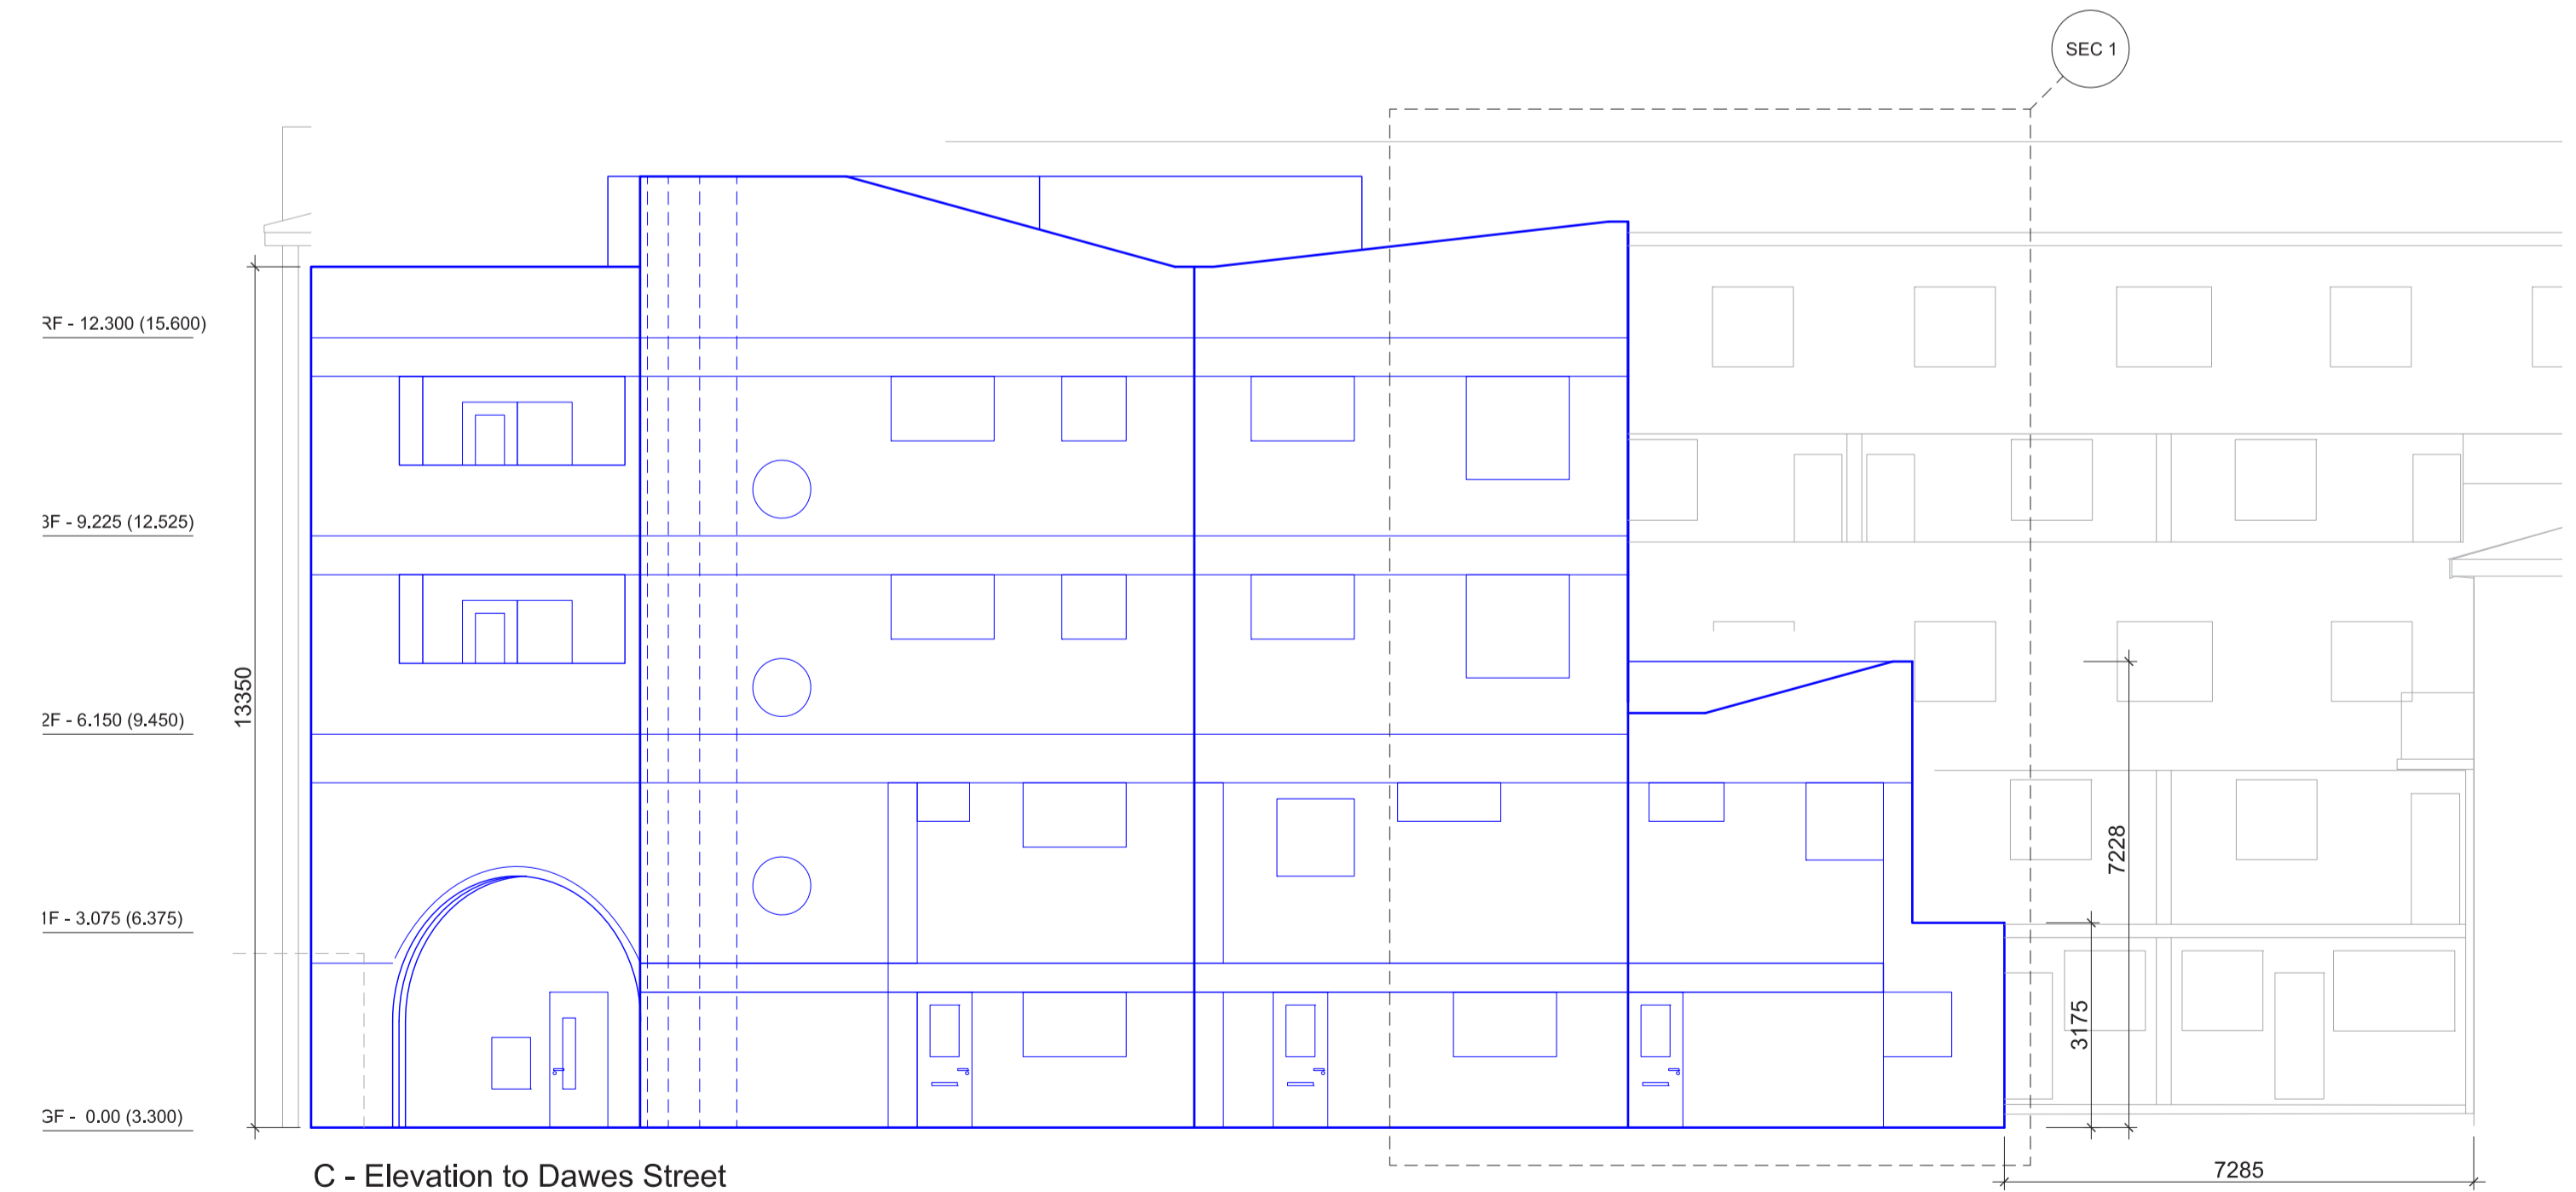 SEC 1
RF - 12.300 (15.600)
3F - 9.225 (12.525)
2F - 6.150 (9.450)
13350
7228
1F - 3.075 (6.375)
3175
GF - 0.00 (3.300)
C - Elevation to Dawes Street
7285